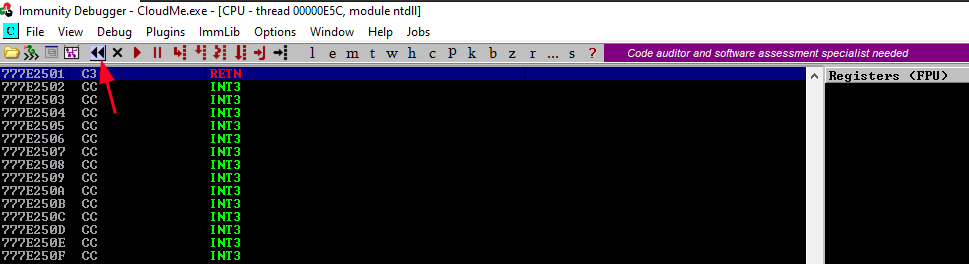 Immunity Debugger - CloudMe.exe - [CPU - thread 00000E5C, module ntdll]
C File View Debug Plugins ImmLib Options Window Help Jobs
l e m t w h c p k b z r ... s ? Code auditor and software assessment specialist needed
777E2501 C3 RETN Registers (FPU)
777E2502 CC INT3
777E2503 CC INT3
777E2504 CC INT3
777E2505 CC INT3
777E2506 CC INT3
777E2507 CC INT3
777E2508 CC INT3
777E2509 CC INT3
777E250A CC INT3
777E250B CC INT3
777E250C CC INT3
777E250D CC INT3
777E250E CC INT3
777E250F CC INT3